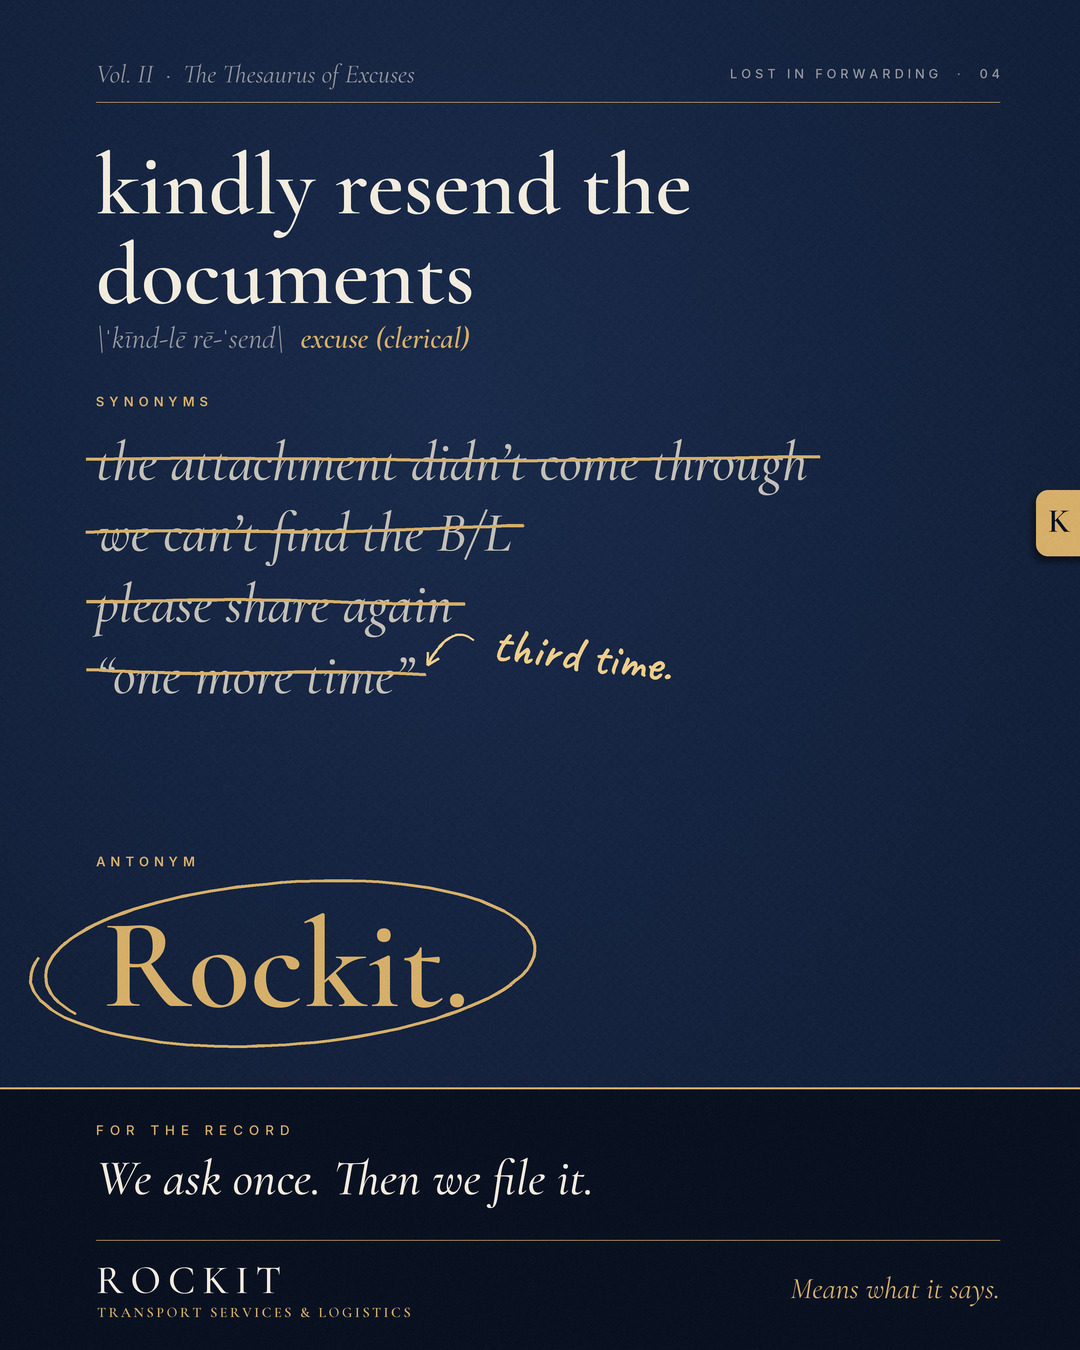 Vol. II · The Thesaurus of Excuses
LOST IN FORWARDING · 04
kindly resend the
documents
\ˈkīnd-lē rē-ˈsend\ excuse (clerical)
SYNONYMS
the attachment didn’t come through
we can’t find the B/L
K
please share again
“one more time”
third time.
ANTONYM
Rockit.
FOR THE RECORD
We ask once. Then we file it.
ROCKIT
TRANSPORT SERVICES & LOGISTICS
Means what it says.